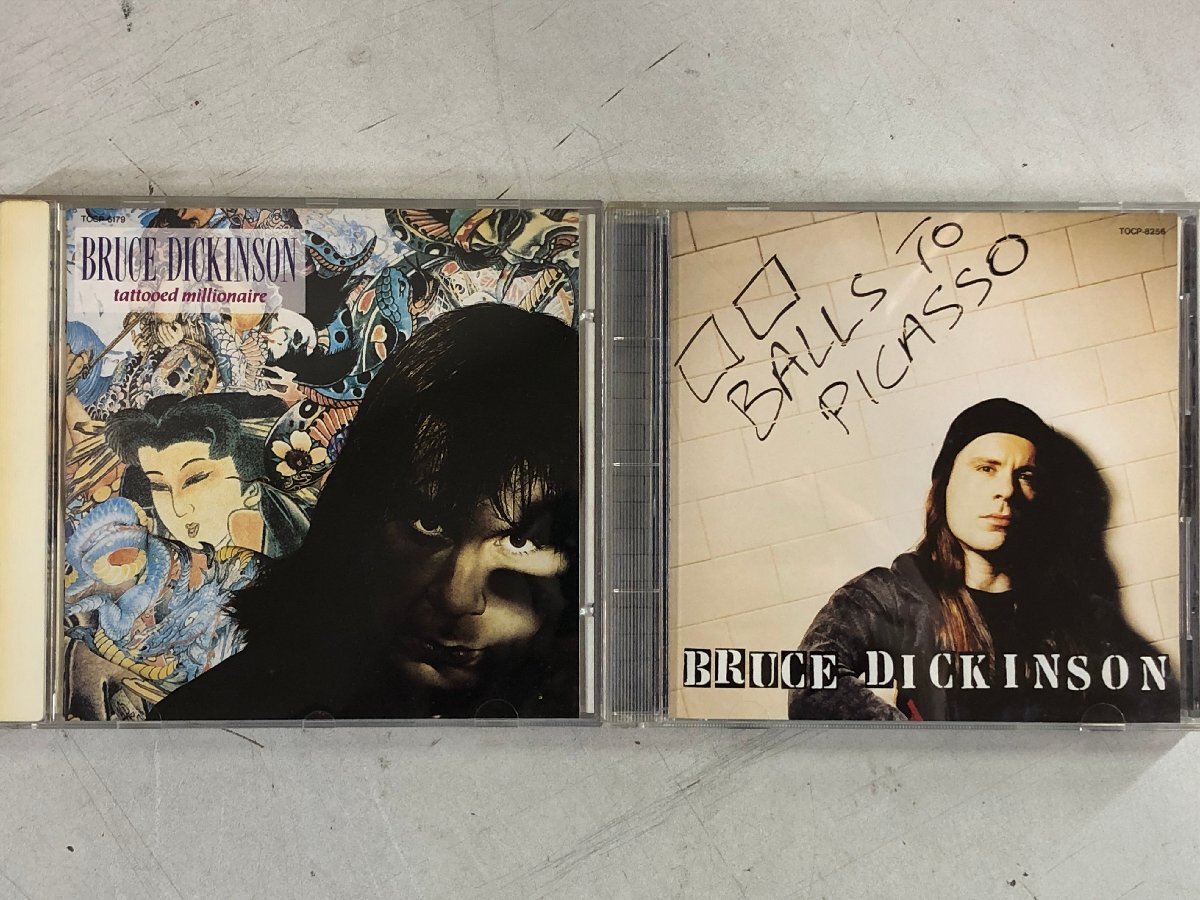 TOCP-6179
BRUCE DICKINSON
tattooed millionaire
TOCP-8256
BALLS TO
PICASSO
BRUCE DICKINSON